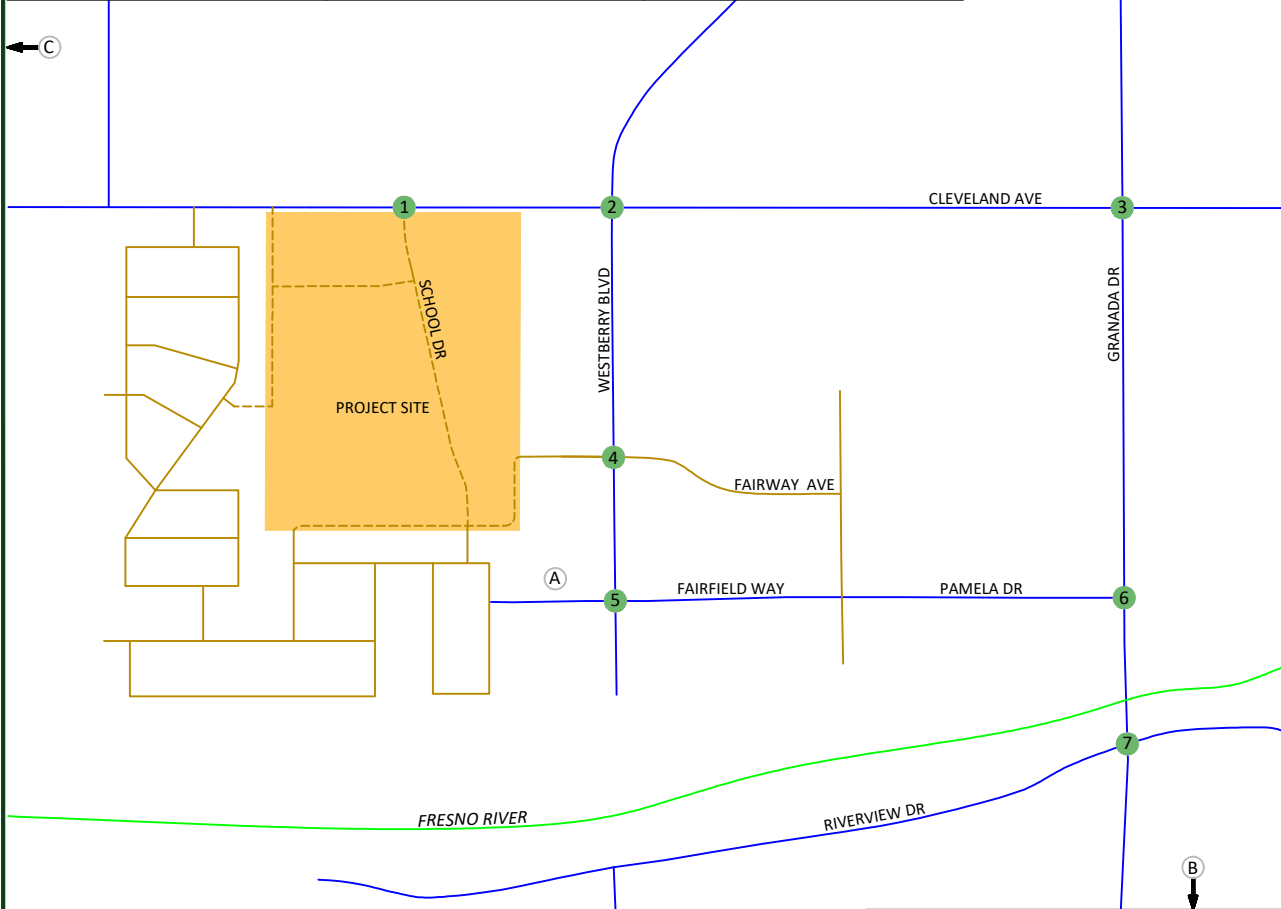 C
CLEVELAND AVE
1
2
3
SCHOOL DR
WESTBERRY BLVD
GRANADA DR
PROJECT SITE
4
FAIRWAY  AVE
A
5
FAIRFIELD WAY
PAMELA DR
6
7
FRESNO RIVER
RIVERVIEW DR
B